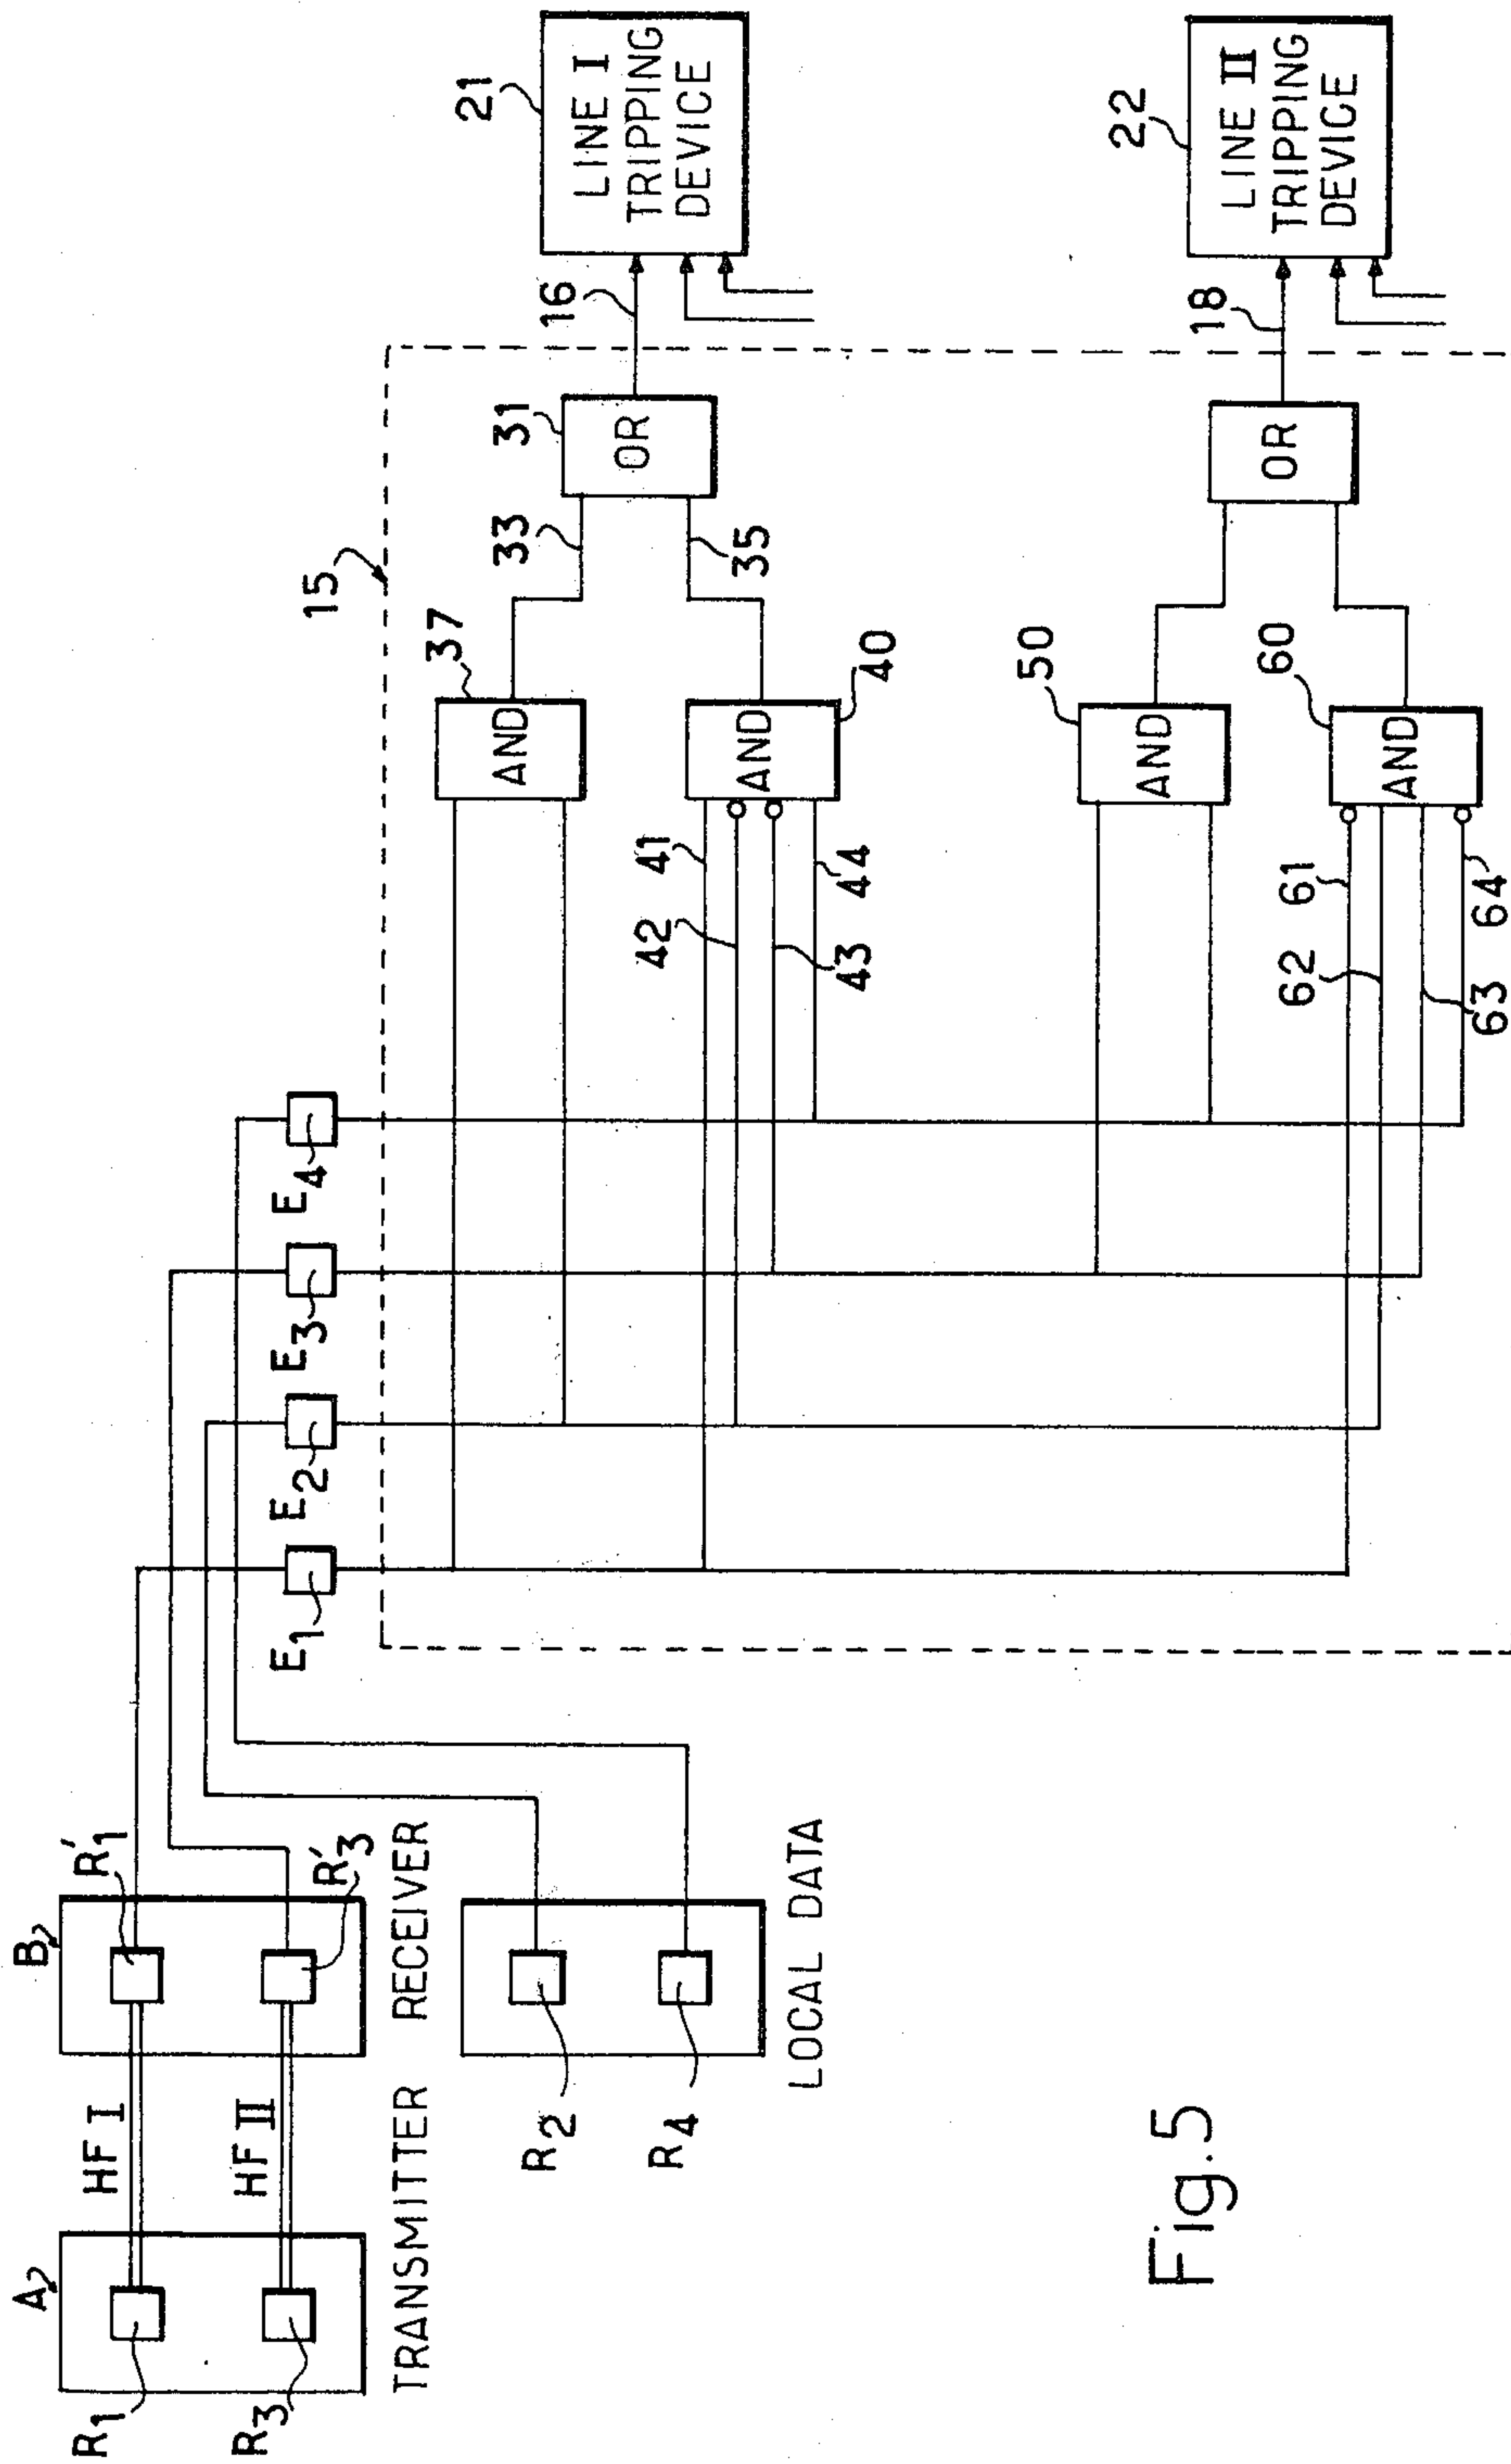 A
B
R1
R3
HF I
HF II
R'1
R'3
TRANSMITTER
RECEIVER
R2
R4
LOCAL DATA
E1
E2
E3
E4
15
37
AND
33
31
OR
35
16
21
LINE I
TRIPPING
DEVICE
41
42
43
44
AND
40
50
AND
OR
18
22
LINE II
TRIPPING
DEVICE
61
62
63
64
60
AND
Fig.5